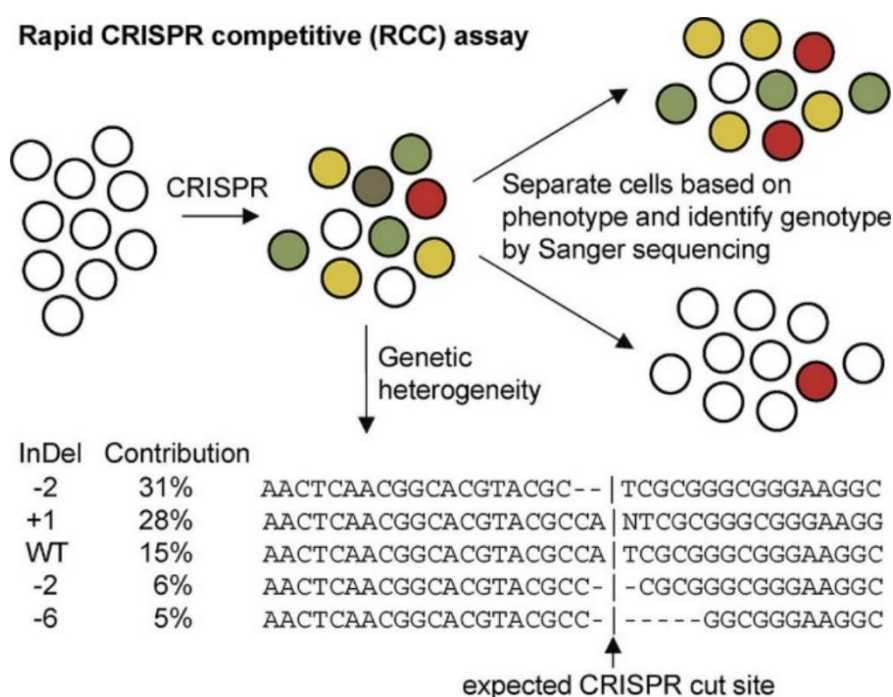 Rapid CRISPR competitive (RCC) assay
CRISPR
Separate cells based on
phenotype and identify genotype
by Sanger sequencing
Genetic
heterogeneity
InDel Contribution
-2 31% AACTCAACGGCACGTACGC--|TCGCGGGCGGGAAGGC
+1 28% AACTCAACGGCACGTACGCCA|NTCGCGGGCGGGAAGG
WT 15% AACTCAACGGCACGTACGCCA|TCGCGGGCGGGAAGGC
-2 6% AACTCAACGGCACGTACGCC-|-CGCGGGCGGGAAGGC
-6 5% AACTCAACGGCACGTACGCC-|-----GGCGGGAAGGC
expected CRISPR cut site